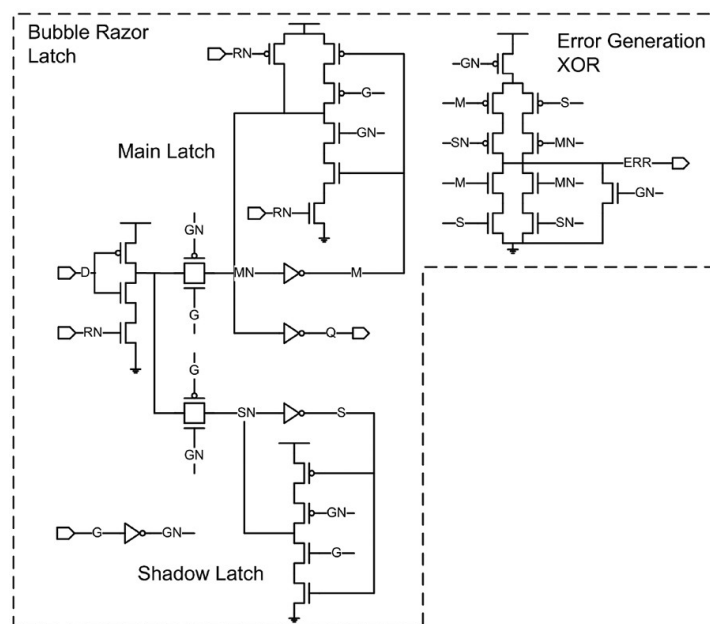 Bubble Razor
Latch
Error Generation
XOR
RN
G
GN
Main Latch
RN
GN
M
S
SN
MN
ERR
M
MN
GN
S
SN
GN
D
MN
M
G
RN
Q
G
SN
S
GN
GN
G
GN
G
Shadow Latch